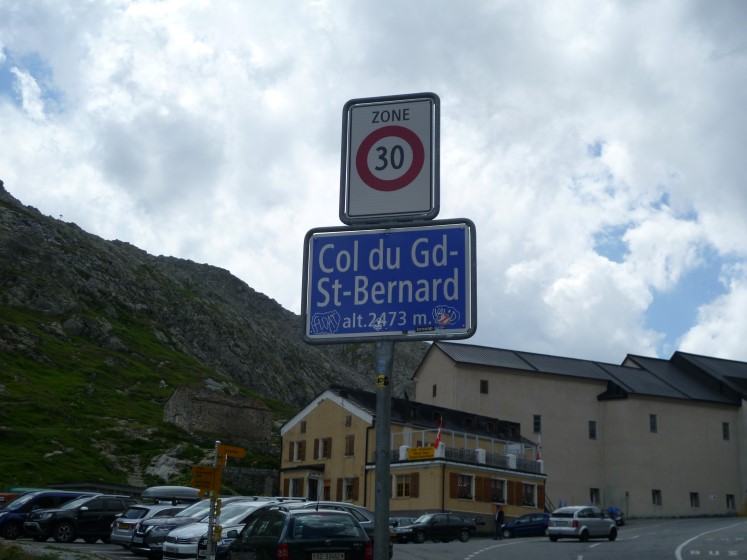 ZONE
30
Col du Gd-
St-Bernard
alt.2473 m.